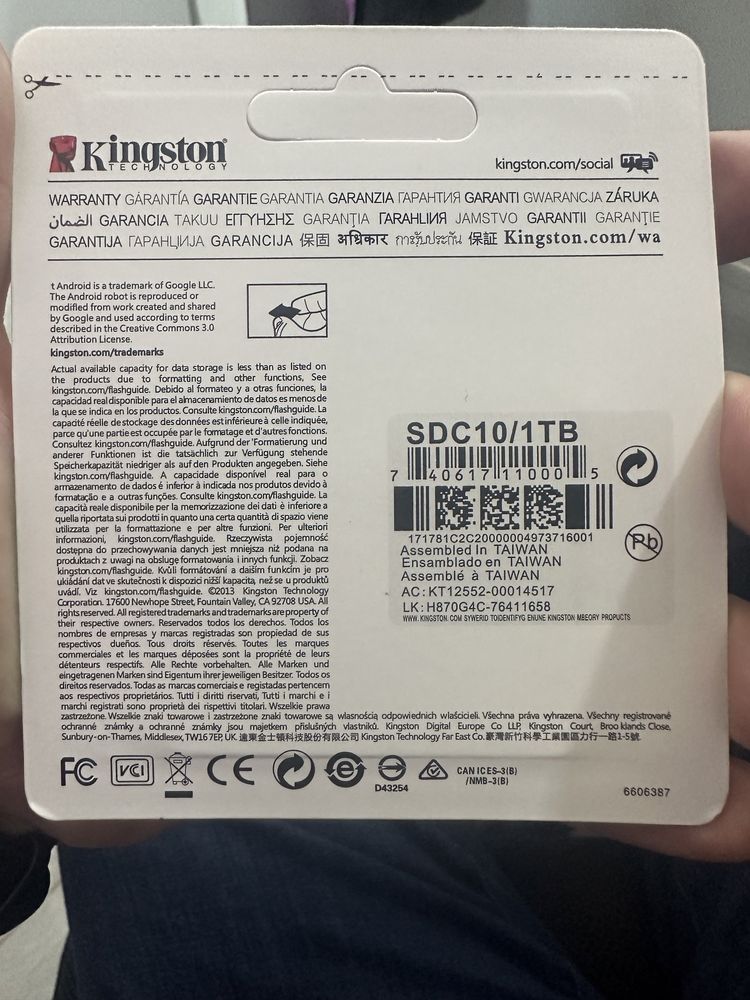 Kingston
TECHNOLOGY
kingston.com/social
WARRANTY GARANTÍA GARANTIE GARANTIA GARANZIA ГАРАНТИЯ GARANTI GWARANCJA ZÁRUKA
الضمان GARANCIA TAKUU ΕΓΓΥΗΣΗΣ GARANȚIA ГАРАНЦИЯ JAMSTVO GARANTII GARANTIE
GARANTIJA ГАРАНЦИЈА GARANCIJA 保固 अधिकार การรับประกัน 保証 Kingston.com/wa
t Android is a trademark of Google LLC.
The Android robot is reproduced or
modified from work created and shared
by Google and used according to terms
described in the Creative Commons 3.0
Attribution License.
kingston.com/trademarks
Actual available capacity for data storage is less than as listed on
the products due to formatting and other functions, See
kingston.com/flashguide. Debido al formateo y a otras funciones, la
capacidad real disponible para el almacenamiento de datos es menos de
la que se indica en los productos. Consulte kingston.com/flashguide. La
capacité réelle de stockage des données est inférieure à celle indiquée,
parce qu'une partie est occupée par le formatage et d'autres fonctions.
Consultez kingston.com/flashguide. Aufgrund der 'Formatierung und
anderer Funktionen ist die tatsächlich zur Verfügung stehende
Speicherkapazität niedriger als auf den Produkten angegeben. Siehe
kingston.com/flashguide. A capacidade disponível real para o
armazenamento de dados é inferior à indicada nos produtos devido à
formatação e a outras funções. Consulte kingston.com/flashguide. La
capacità reale disponibile per la memorizzazione dei dati è inferiore a
quella riportata sui prodotti in quanto una certa quantità di spazio viene
utilizzata per la formattazione e per altre funzioni. Per ulteriori
informazioni, kingston.com/flashguide. Rzeczywista pojemność
dostępna do przechowywania danych jest mniejsza niż podana na
produktach z uwagi na obsługę formatowania i innych funkcji. Zobacz
kingston.com/flashguide. Kvůli formátování a dalším funkcím je pro
ukládání dat ve skutečnosti k dispozici nižší kapacita, než se u produktů
uvádí. Viz kingston.com/flashguide. ©2013 Kingston Technology
Corporation. 17600 Newhope Street, Fountain Valley, CA 92708 USA. All
rights reserved. All registered trademarks and trademarks are property of
their respective owners. Reservados todos los derechos. Todos los
nombres de empresas y marcas registradas son propiedad de sus
respectivos dueños. Tous droits réservés. Toutes les marques
commerciales et les marques déposées sont la propriété de leurs
détenteurs respectifs. Alle Rechte vorbehalten. Alle Marken und
eingetragenen Marken sind Eigentum ihrer jeweiligen Besitzer. Todos os
direitos reservados. Todas as marcas comerciais e registadas pertencem
aos respectivos proprietários. Tutti i diritti riservati, Tutti i marchi e i
marchi registrati sono proprietà dei rispettivi titolari. Wszelkie prawa
zastrzeżone. Wszelkie znaki towarowe i zastrzeżone znaki towarowe są własnością odpowiednich właścicieli. Všechna práva vyhrazena. Všechny registrované
ochranné známky a ochranné známky jsou majetkem příslušných vlastníků. Kingston Digital Europe Co LLP, Kingston Court, Broo klands Close,
Sunbury-on-Thames, Middlesex, TW16 7EP, UK. 遠東金士頓科技股份有限公司 Kingston Technology Far East Co. 臺灣新竹科學工業園區力行一路1-5號.
SDC10/1TB
7 40617 11000 5
171781C2C20000004973716001
Assembled In TAIWAN
Ensamblado en TAIWAN
Assemblé à TAIWAN
AC:KT12552-00014517
LK:H870G4C-76411658
WWW.KINGSTON.COM SYWERID TOIDENTIFYG ENUINE KINGSTON MBEORY PROPUCTS
Pb
FC
VCI
CE
D43254
CAN ICES-3(B)
/NMB-3(B)
6606387